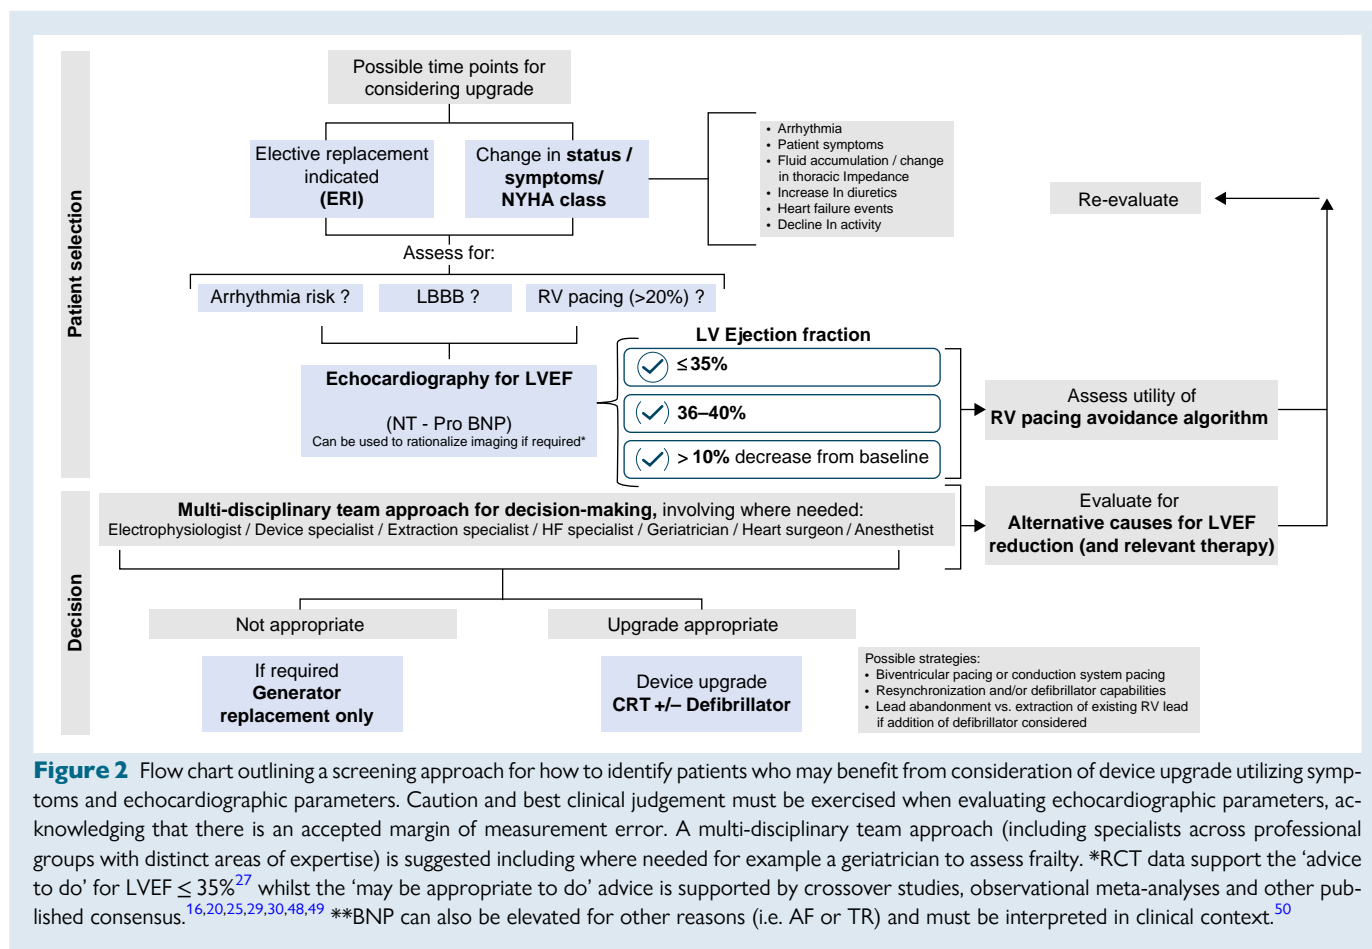 Patient selection
Possible time points for
considering upgrade
Elective replacement
indicated
(ERI)
Change in status /
symptoms/
NYHA class
• Arrhythmia
• Patient symptoms
• Fluid accumulation / change
in thoracic Impedance
• Increase In diuretics
• Heart failure events
• Decline In activity
Re-evaluate
Assess for:
Arrhythmia risk ?
LBBB ?
RV pacing (>20%) ?
Echocardiography for LVEF
(NT - Pro BNP)
Can be used to rationalize imaging if required*
LV Ejection fraction
≤ 35%
36–40%
> 10% decrease from baseline
Assess utility of
RV pacing avoidance algorithm
Decision
Multi-disciplinary team approach for decision-making, involving where needed:
Electrophysiologist / Device specialist / Extraction specialist / HF specialist / Geriatrician / Heart surgeon / Anesthetist
Evaluate for
Alternative causes for LVEF
reduction (and relevant therapy)
Not appropriate
Upgrade appropriate
If required
Generator
replacement only
Device upgrade
CRT +/– Defibrillator
Possible strategies:
• Biventricular pacing or conduction system pacing
• Resynchronization and/or defibrillator capabilities
• Lead abandonment vs. extraction of existing RV lead
if addition of defibrillator considered
Figure 2 Flow chart outlining a screening approach for how to identify patients who may benefit from consideration of device upgrade utilizing symp-
toms and echocardiographic parameters. Caution and best clinical judgement must be exercised when evaluating echocardiographic parameters, ac-
knowledging that there is an accepted margin of measurement error. A multi-disciplinary team approach (including specialists across professional
groups with distinct areas of expertise) is suggested including where needed for example a geriatrician to assess frailty. *RCT data support the ‘advice
to do’ for LVEF ≤ 35%27 whilst the ‘may be appropriate to do’ advice is supported by crossover studies, observational meta-analyses and other pub-
lished consensus.16,20,25,29,30,48,49 **BNP can also be elevated for other reasons (i.e. AF or TR) and must be interpreted in clinical context.50